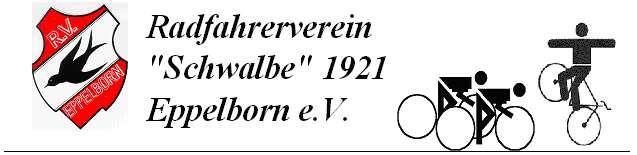 R.V.
EPPELBORN
Radfahrerverein
"Schwalbe" 1921
Eppelborn e.V.